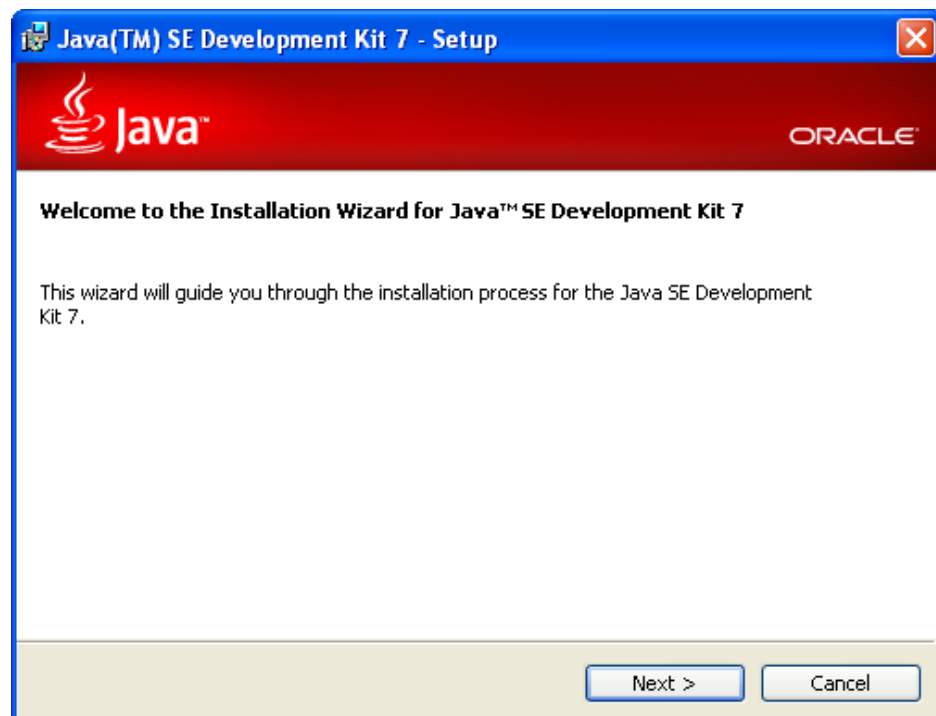 Java(TM) SE Development Kit 7 - Setup
Java™
ORACLE®
Welcome to the Installation Wizard for Java™ SE Development Kit 7
This wizard will guide you through the installation process for the Java SE Development
Kit 7.
Next >
Cancel